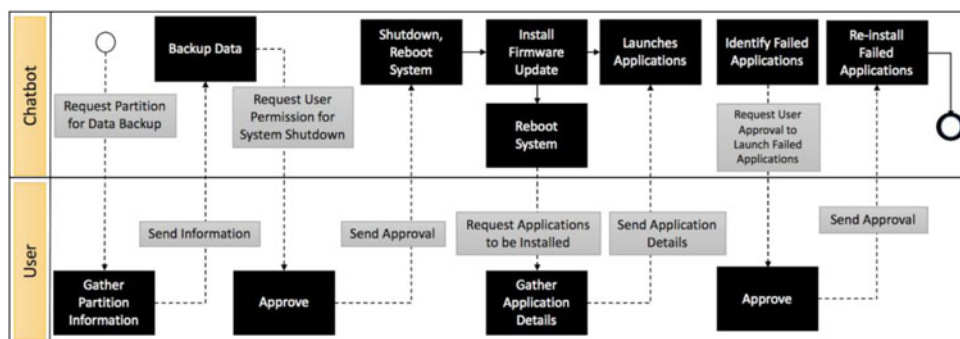 Chatbot
Backup Data
Shutdown,
Reboot
System
Install
Firmware
Update
Launches
Applications
Identify Failed
Applications
Re-install
Failed
Applications
Request Partition
for Data Backup
Request User
Permission for
System Shutdown
Reboot
System
Request User
Approval to
Launch Failed
Applications
User
Send Information
Send Approval
Request Applications
to be Installed
Send Application
Details
Send Approval
Gather
Partition
Information
Approve
Gather
Application
Details
Approve